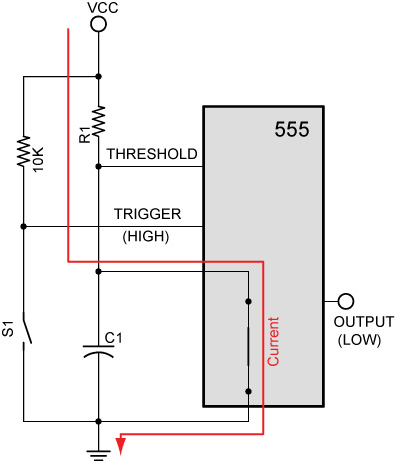 VCC
555
R1
THRESHOLD
10K
TRIGGER
(HIGH)
S1
C1
Current
OUTPUT
(LOW)